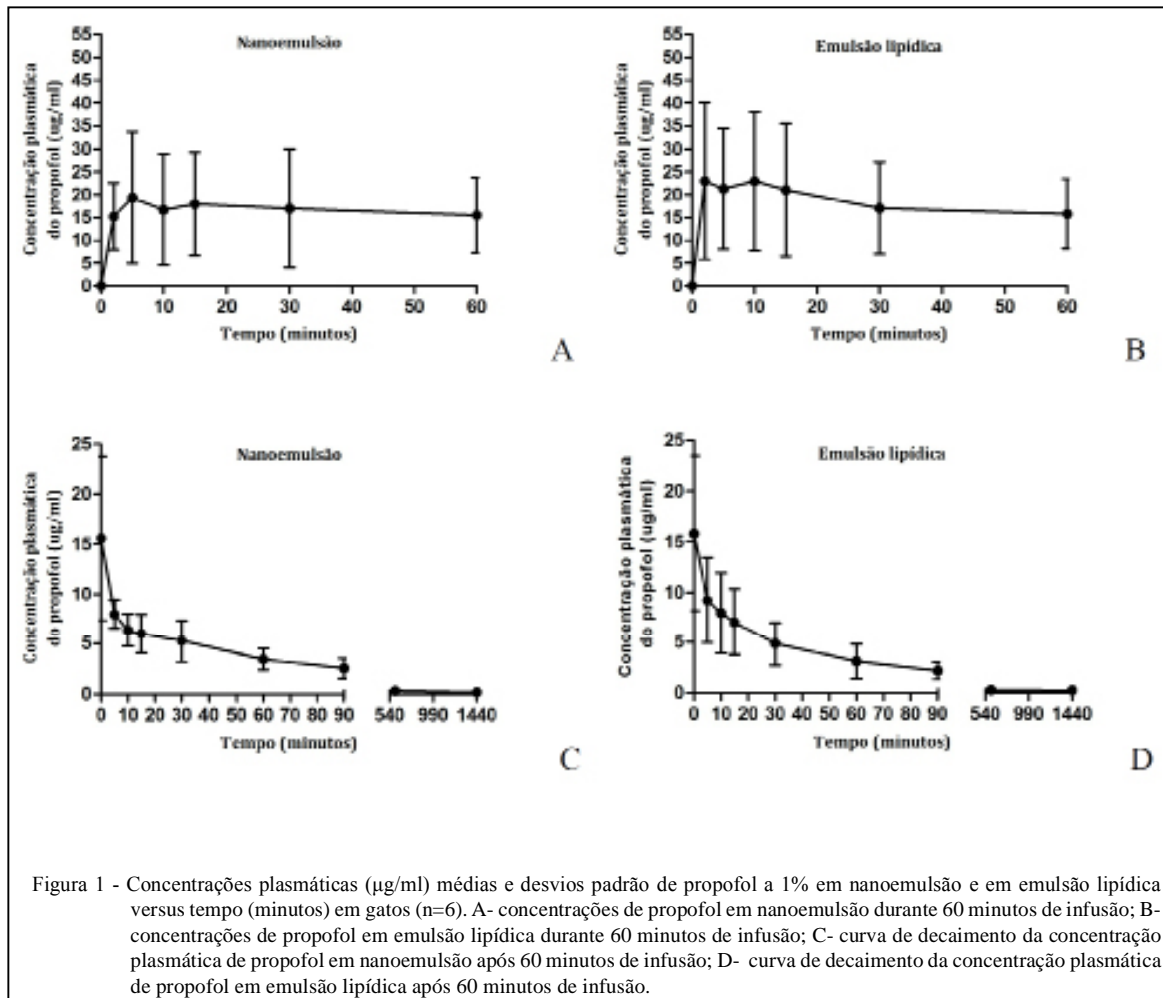 Nanoemulsão
Concentração plasmática
do propofol (ug/ml)
55
50
45
40
35
30
25
20
15
10
5
0
0 10 20 30 40 50 60
Tempo (minutos)
A
Emulsão lipídica
Concentração plasmática
do propofol (ug/ml)
55
50
45
40
35
30
25
20
15
10
5
0
0 10 20 30 40 50 60
Tempo (minutos)
B
Nanoemulsão
Concentração plasmática
do propofol (ug/ml)
25
20
15
10
5
0
0 10 20 30 40 50 60 70 80 90 540 990 1440
Tempo (minutos)
C
Emulsão lipídica
Concentração plasmática
do propofol (ug/ml)
25
20
15
10
5
0
0 10 20 30 40 50 60 70 80 90 540 990 1440
Tempo (minutos)
D
Figura 1 - Concentrações plasmáticas (µg/ml) médias e desvios padrão de propofol a 1% em nanoemulsão e em emulsão lipídica
versus tempo (minutos) em gatos (n=6). A- concentrações de propofol em nanoemulsão durante 60 minutos de infusão; B-
concentrações de propofol em emulsão lipídica durante 60 minutos de infusão; C- curva de decaimento da concentração
plasmática de propofol em nanoemulsão após 60 minutos de infusão; D- curva de decaimento da concentração plasmática
de propofol em emulsão lipídica após 60 minutos de infusão.